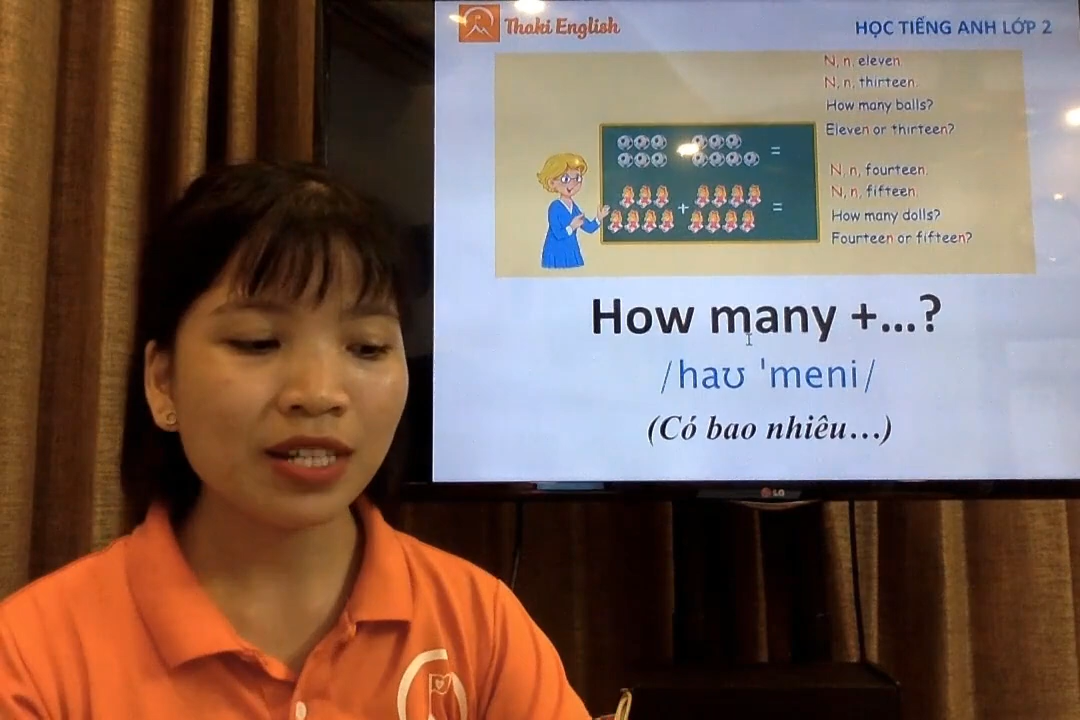 Thaki English
HỌC TIẾNG ANH LỚP 2
N, n, eleven.
N, n, thirteen.
How many balls?
Eleven or thirteen?
=
N, n, fourteen.
N, n, fifteen.
How many dolls?
Fourteen or fifteen?
+ =
How many +...?
/haʊ 'meni/
(Có bao nhiêu...)
LG